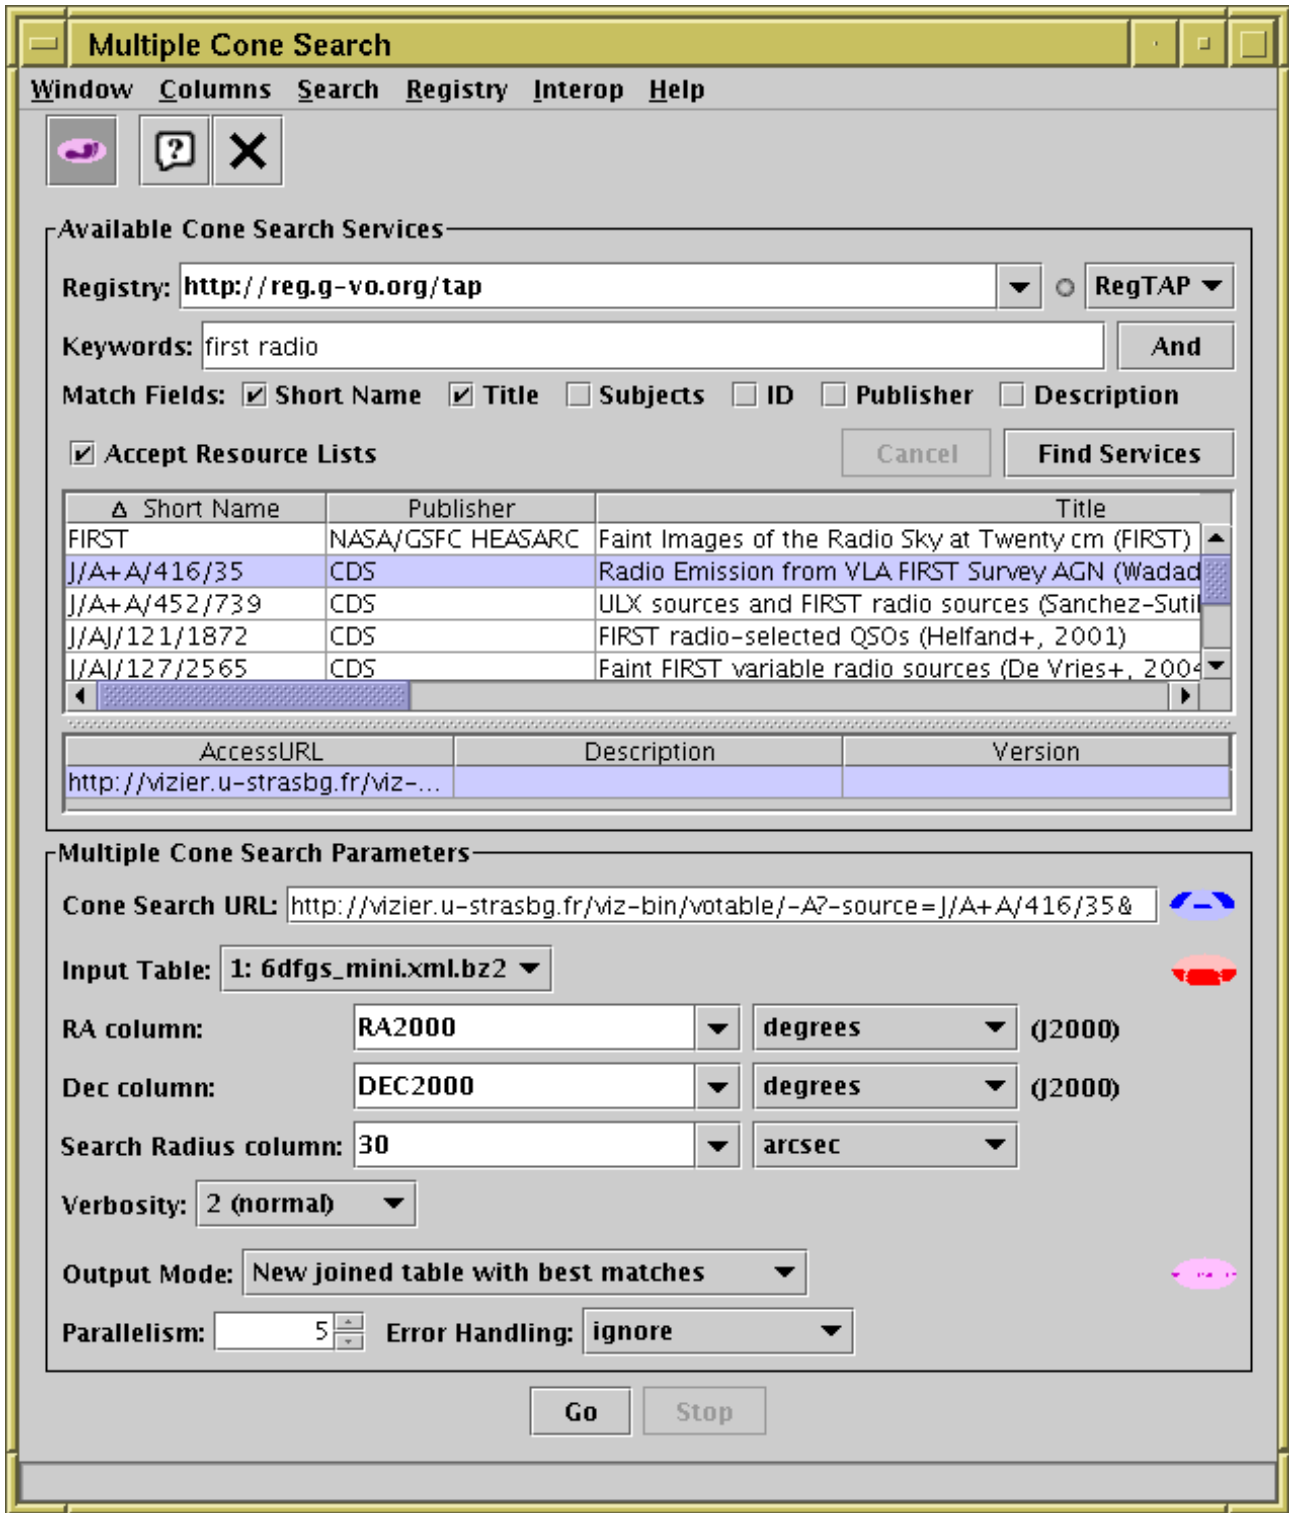 Multiple Cone Search
Window Columns Search Registry Interop Help
Available Cone Search Services
Registry: http://reg.g-vo.org/tap RegTAP
Keywords: first radio And
Match Fields: Short Name Title Subjects ID Publisher Description
Accept Resource Lists Cancel Find Services
Short Name Publisher Title
FIRST NASA/GSFC HEASARC Faint Images of the Radio Sky at Twenty cm (FIRST)
J/A+A/416/35 CDS Radio Emission from VLA FIRST Survey AGN (Wadad
J/A+A/452/739 CDS ULX sources and FIRST radio sources (Sanchez-Sutil
J/AJ/121/1872 CDS FIRST radio-selected QSOs (Helfand+, 2001)
J/AJ/127/2565 CDS Faint FIRST variable radio sources (De Vries+, 2004
AccessURL Description Version
http://vizier.u-strasbg.fr/viz-...
Multiple Cone Search Parameters
Cone Search URL: http://vizier.u-strasbg.fr/viz-bin/votable/-A?-source=J/A+A/416/35&
Input Table: 1: 6dfgs_mini.xml.bz2
RA column: RA2000 degrees (J2000)
Dec column: DEC2000 degrees (J2000)
Search Radius column: 30 arcsec
Verbosity: 2 (normal)
Output Mode: New joined table with best matches
Parallelism: 5 Error Handling: ignore
Go Stop